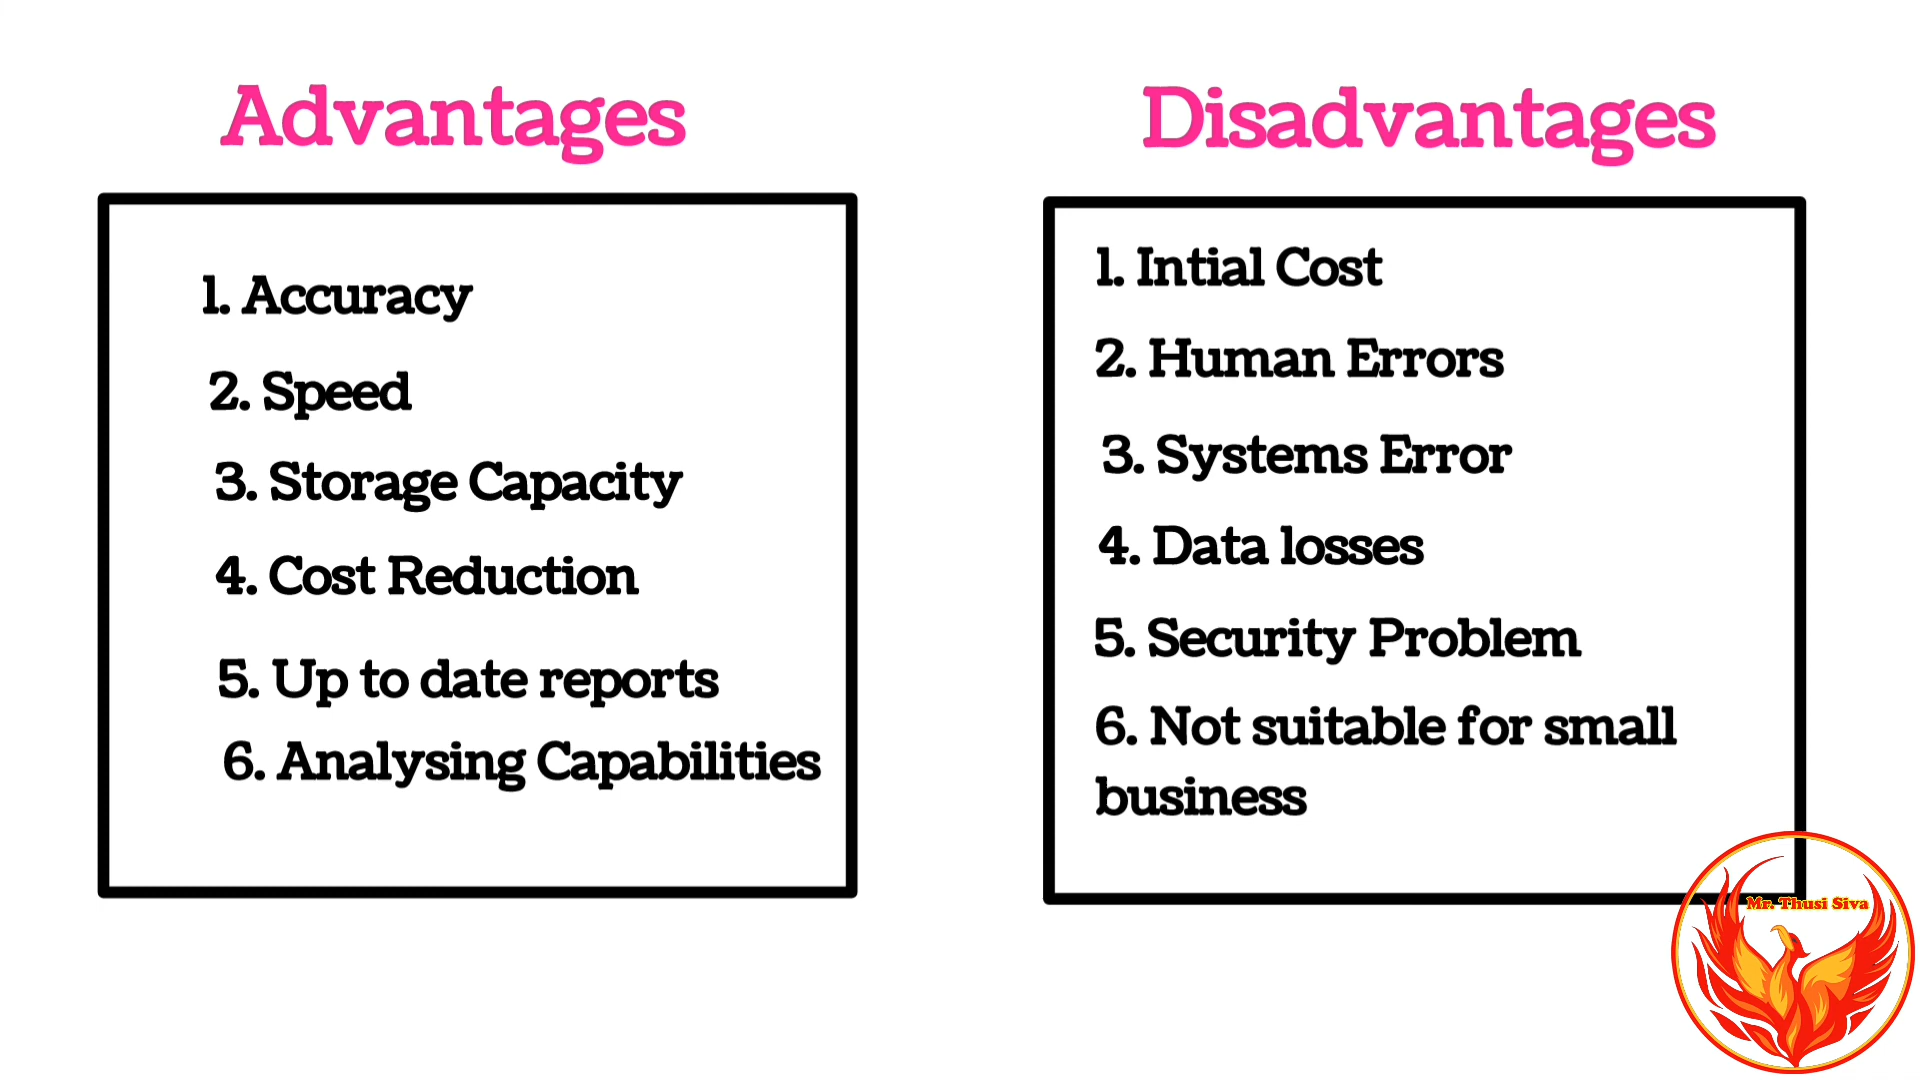 Advantages
1. Accuracy
2. Speed
3. Storage Capacity
4. Cost Reduction
5. Up to date reports
6. Analysing Capabilities
Disadvantages
1. Intial Cost
2. Human Errors
3. Systems Error
4. Data losses
5. Security Problem
6. Not suitable for small
business
Mr. Thusi Siva